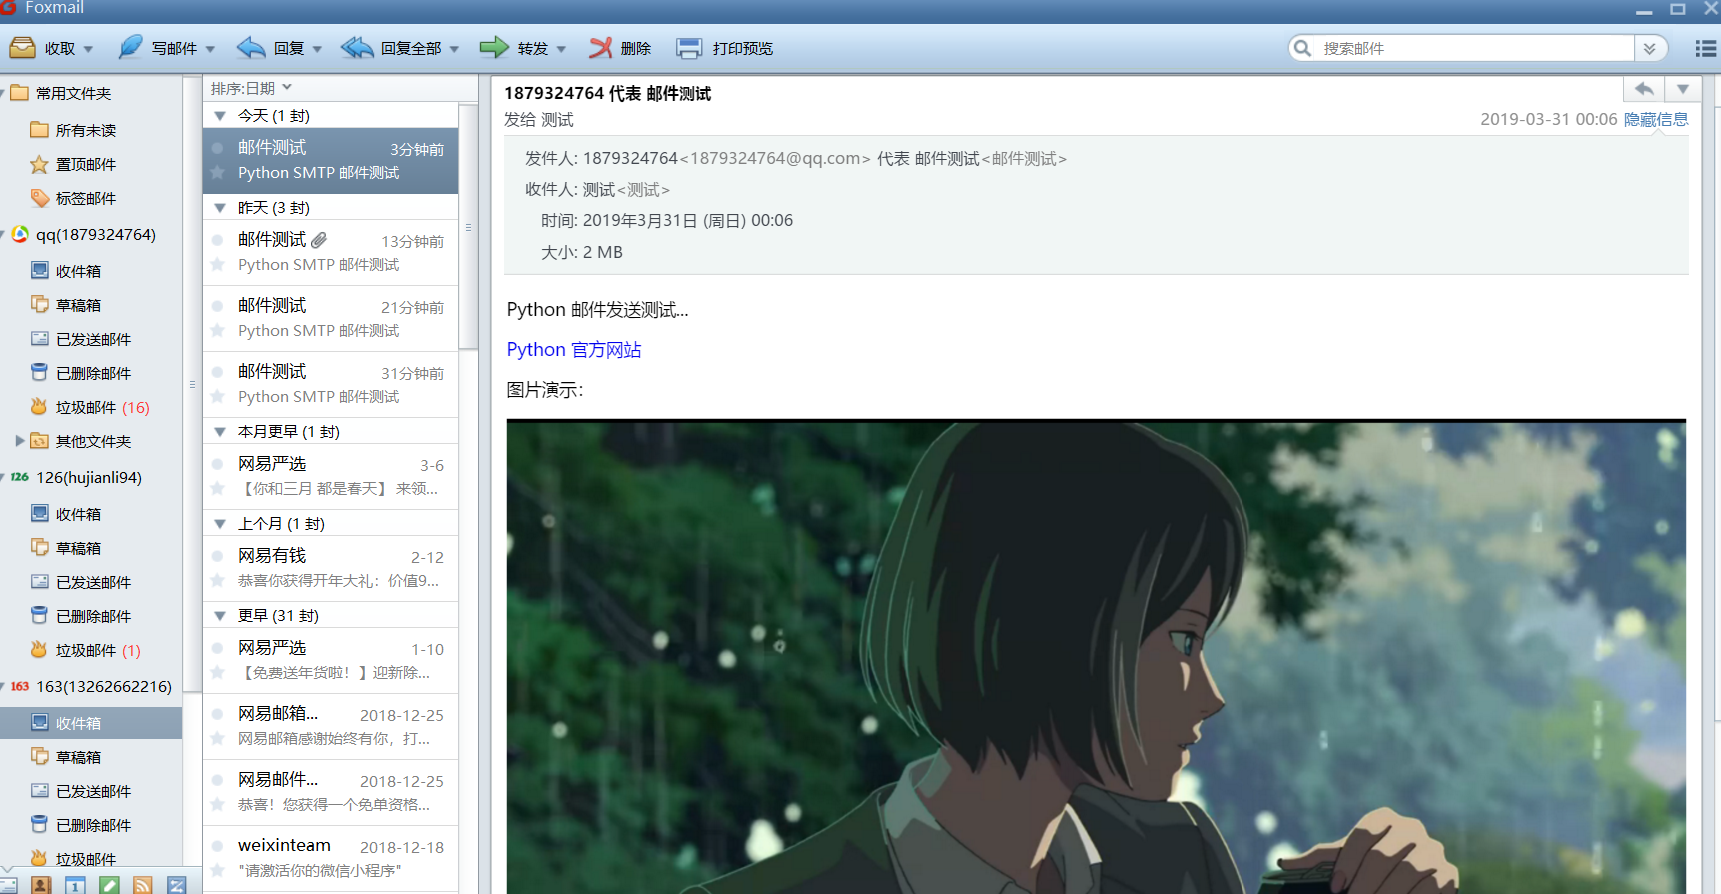 Foxmail
收取 写邮件 回复 回复全部 转发 删除 打印预览 搜索邮件
常用文件夹
所有未读
置顶邮件
标签邮件
qq(1879324764)
收件箱
草稿箱
已发送邮件
已删除邮件
垃圾邮件 (16)
其他文件夹
126 126(hujianli94)
收件箱
草稿箱
已发送邮件
已删除邮件
垃圾邮件 (1)
163 163(13262662216)
收件箱
草稿箱
已发送邮件
已删除邮件
垃圾邮件
1
排序:日期
今天 (1 封)
邮件测试 3分钟前
Python SMTP 邮件测试
昨天 (3 封)
邮件测试 13分钟前
Python SMTP 邮件测试
邮件测试 21分钟前
Python SMTP 邮件测试
邮件测试 31分钟前
Python SMTP 邮件测试
本月更早 (1 封)
网易严选 3-6
【你和三月 都是春天】 来领...
上个月 (1 封)
网易有钱 2-12
恭喜你获得开年大礼：价值9...
更早 (31 封)
网易严选 1-10
【免费送年货啦！】迎新除...
网易邮箱... 2018-12-25
网易邮箱感谢始终有你，打...
网易邮件... 2018-12-25
恭喜！您获得一个免单资格...
weixinteam 2018-12-18
"请激活你的微信小程序"
1879324764 代表 邮件测试
发给 测试 2019-03-31 00:06 隐藏信息
发件人: 1879324764<1879324764@qq.com> 代表 邮件测试<邮件测试>
收件人: 测试<测试>
时间: 2019年3月31日 (周日) 00:06
大小: 2 MB
Python 邮件发送测试...
Python 官方网站
图片演示：